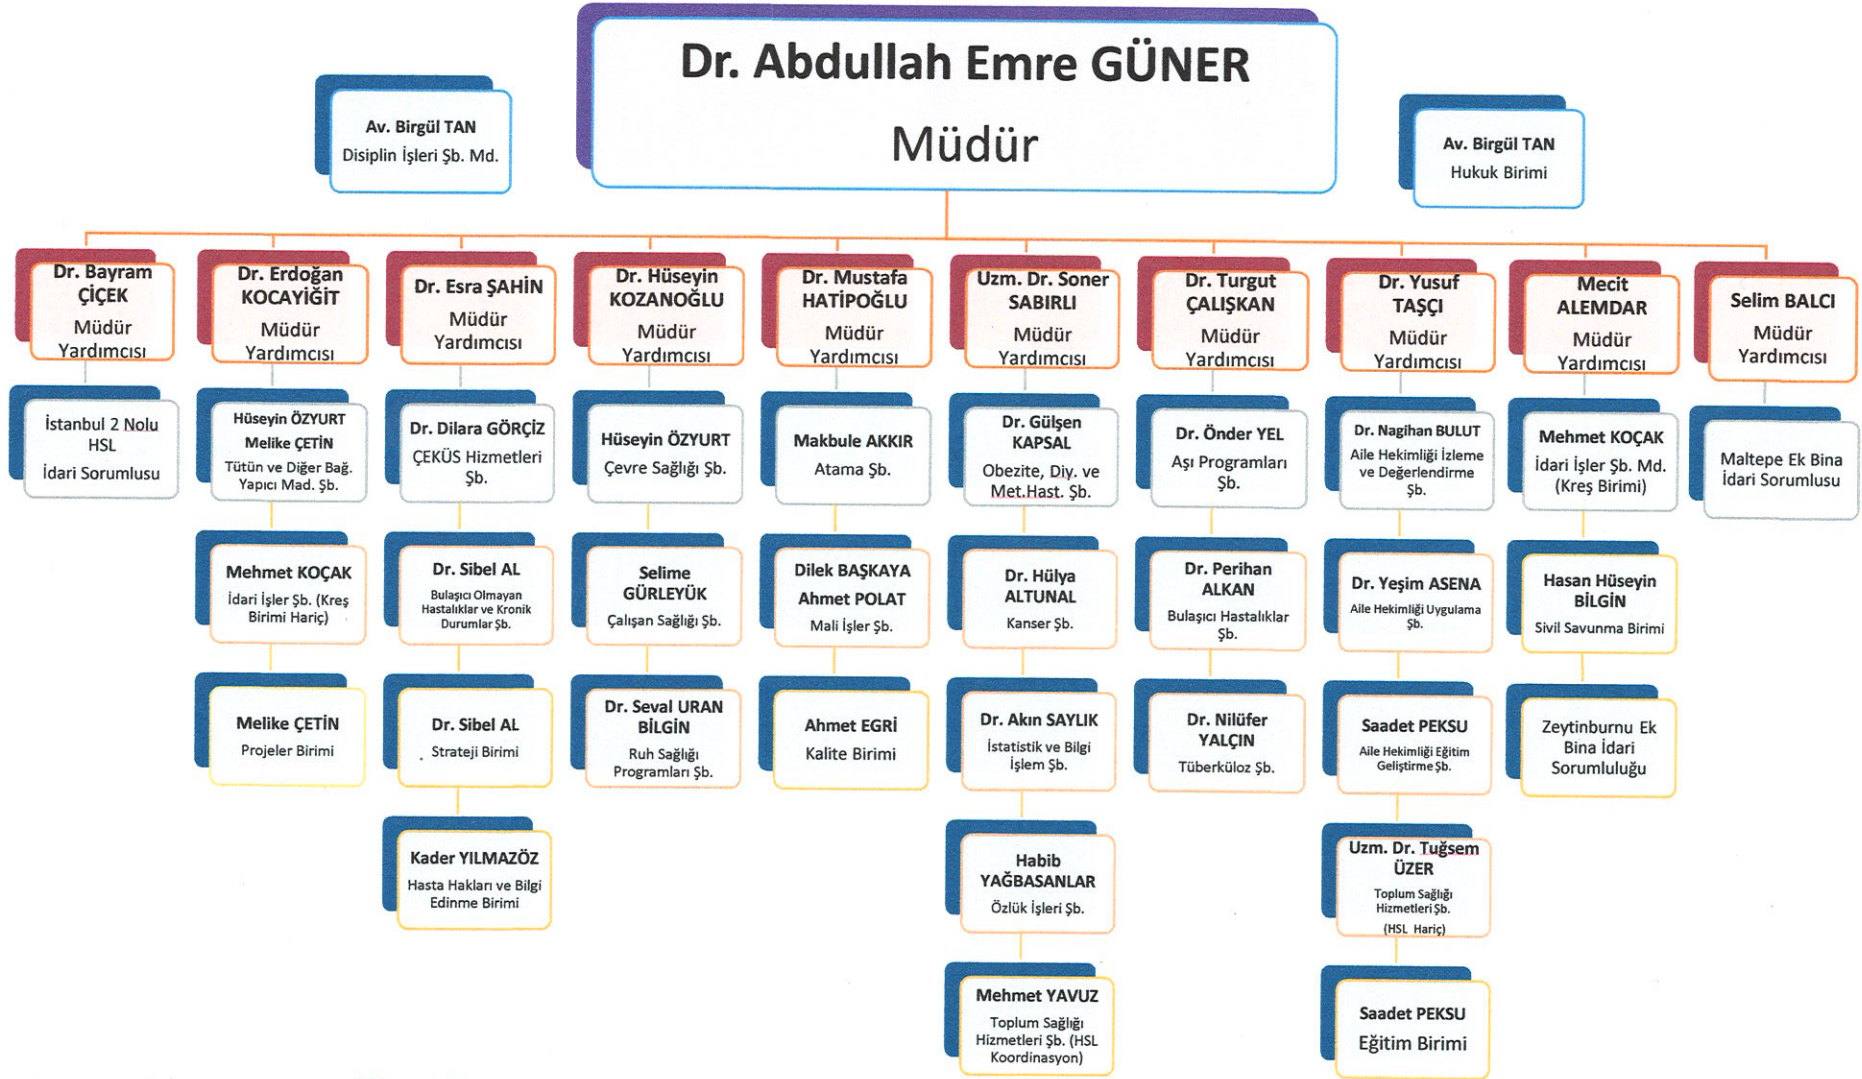 Dr. Abdullah Emre GÜNER
Müdür
Av. Birgül TAN
Disiplin İşleri Şb. Md.
Av. Birgül TAN
Hukuk Birimi
Dr. Bayram
ÇİÇEK
Müdür
Yardımcısı
İstanbul 2 Nolu
HSL
İdari Sorumlusu
Dr. Erdoğan
KOCAYİĞİT
Müdür
Yardımcısı
Hüseyin ÖZYURT
Melike ÇETİN
Tütün ve Diğer Bağ.
Yapıcı Mad. Şb.
Mehmet KOÇAK
İdari İşler Şb. (Kreş
Birimi Hariç)
Melike ÇETİN
Projeler Birimi
Dr. Esra ŞAHİN
Müdür
Yardımcısı
Dr. Dilara GÖRÇİZ
ÇEKÜS Hizmetleri
Şb.
Dr. Sibel AL
Bulaşıcı Olmayan
Hastalıklar ve Kronik
Durumlar Şb.
Dr. Sibel AL
Strateji Birimi
Kader YILMAZÖZ
Hasta Hakları ve Bilgi
Edinme Birimi
Dr. Hüseyin
KOZANOĞLU
Müdür
Yardımcısı
Hüseyin ÖZYURT
Çevre Sağlığı Şb.
Selime
GÜRLEYÜK
Çalışan Sağlığı Şb.
Dr. Seval URAN
BİLGİN
Ruh Sağlığı
Programları Şb.
Dr. Mustafa
HATİPOĞLU
Müdür
Yardımcısı
Makbule AKKIR
Atama Şb.
Dilek BAŞKAYA
Ahmet POLAT
Mali İşler Şb.
Ahmet EGRİ
Kalite Birimi
Uzm. Dr. Soner
SABIRLI
Müdür
Yardımcısı
Dr. Gülşen
KAPSAL
Obezite, Diy. ve
Met.Hast. Şb.
Dr. Hülya
ALTUNAL
Kanser Şb.
Dr. Akın SAYLIK
İstatistik ve Bilgi
İşlem Şb.
Habib
YAĞBASANLAR
Özlük İşleri Şb.
Mehmet YAVUZ
Toplum Sağlığı
Hizmetleri Şb. (HSL
Koordinasyon)
Dr. Turgut
ÇALIŞKAN
Müdür
Yardımcısı
Dr. Önder YEL
Aşı Programları
Şb.
Dr. Perihan
ALKAN
Bulaşıcı Hastalıklar
Şb.
Dr. Nilüfer
YALÇIN
Tüberküloz Şb.
Dr. Yusuf
TAŞÇI
Müdür
Yardımcısı
Dr. Nagihan BULUT
Aile Hekimliği İzleme
ve Değerlendirme
Şb.
Dr. Yeşim ASENA
Aile Hekimliği Uygulama
Şb.
Saadet PEKSU
Aile Hekimliği Eğitim
Geliştirme Şb.
Uzm. Dr. Tuğsem
ÜZER
Toplum Sağlığı
Hizmetleri Şb.
(HSL Hariç)
Saadet PEKSU
Eğitim Birimi
Mecit
ALEMDAR
Müdür
Yardımcısı
Mehmet KOÇAK
İdari İşler Şb. Md.
(Kreş Birimi)
Hasan Hüseyin
BİLGİN
Sivil Savunma Birimi
Zeytinburnu Ek
Bina İdari
Sorumluluğu
Selim BALCI
Müdür
Yardımcısı
Maltepe Ek Bina
İdari Sorumlusu